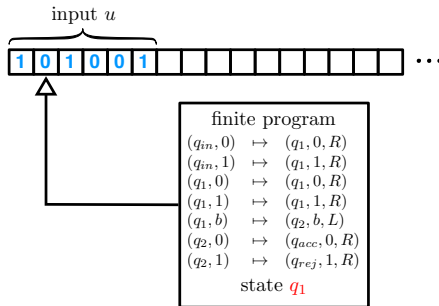 input u
1 0 1 0 0 1
...
finite program
(q_in, 0) ↦ (q_1, 0, R)
(q_in, 1) ↦ (q_1, 1, R)
(q_1, 0) ↦ (q_1, 0, R)
(q_1, 1) ↦ (q_1, 1, R)
(q_1, b) ↦ (q_2, b, L)
(q_2, 0) ↦ (q_acc, 0, R)
(q_2, 1) ↦ (q_rej, 1, R)
state q_1